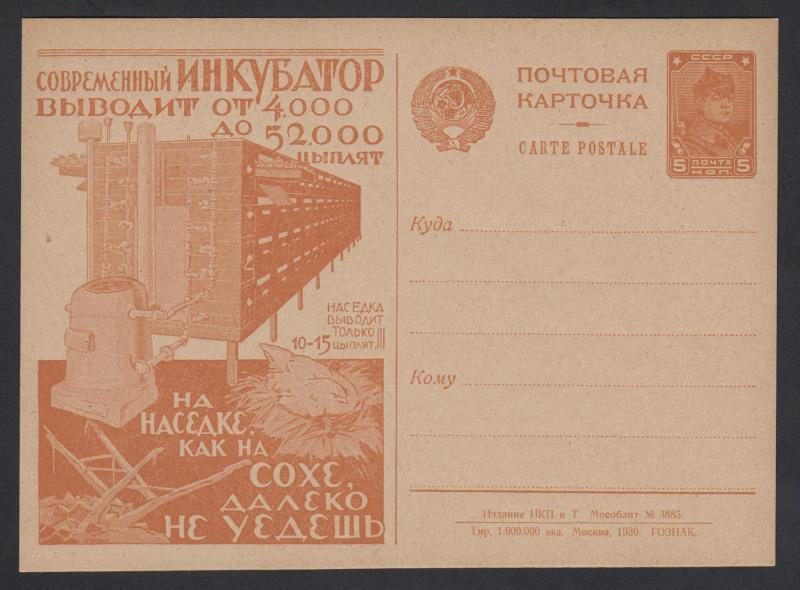 СОВРЕМЕННЫЙ ИНКУБАТОР
ВЫВОДИТ ОТ 4.000
ДО 52.000
ЦЫПЛЯТ
НАСЕДКА
ВЫВОДИТ
ТОЛЬКО
10-15 ЦЫПЛЯТ!!!
НА
НАСЕДКЕ,
КАК НА
СОХЕ,
ДАЛЕКО
НЕ УЕДЕШЬ
ПОЧТОВАЯ
КАРТОЧКА
CARTE POSTALE
СССР
5 ПОЧТА 5
КОП.
Куда
Кому
Издание НКП и Т. Мособлит № 3885.
Тир. 1.000.000 экз. Москва, 1930. ГОЗНАК.